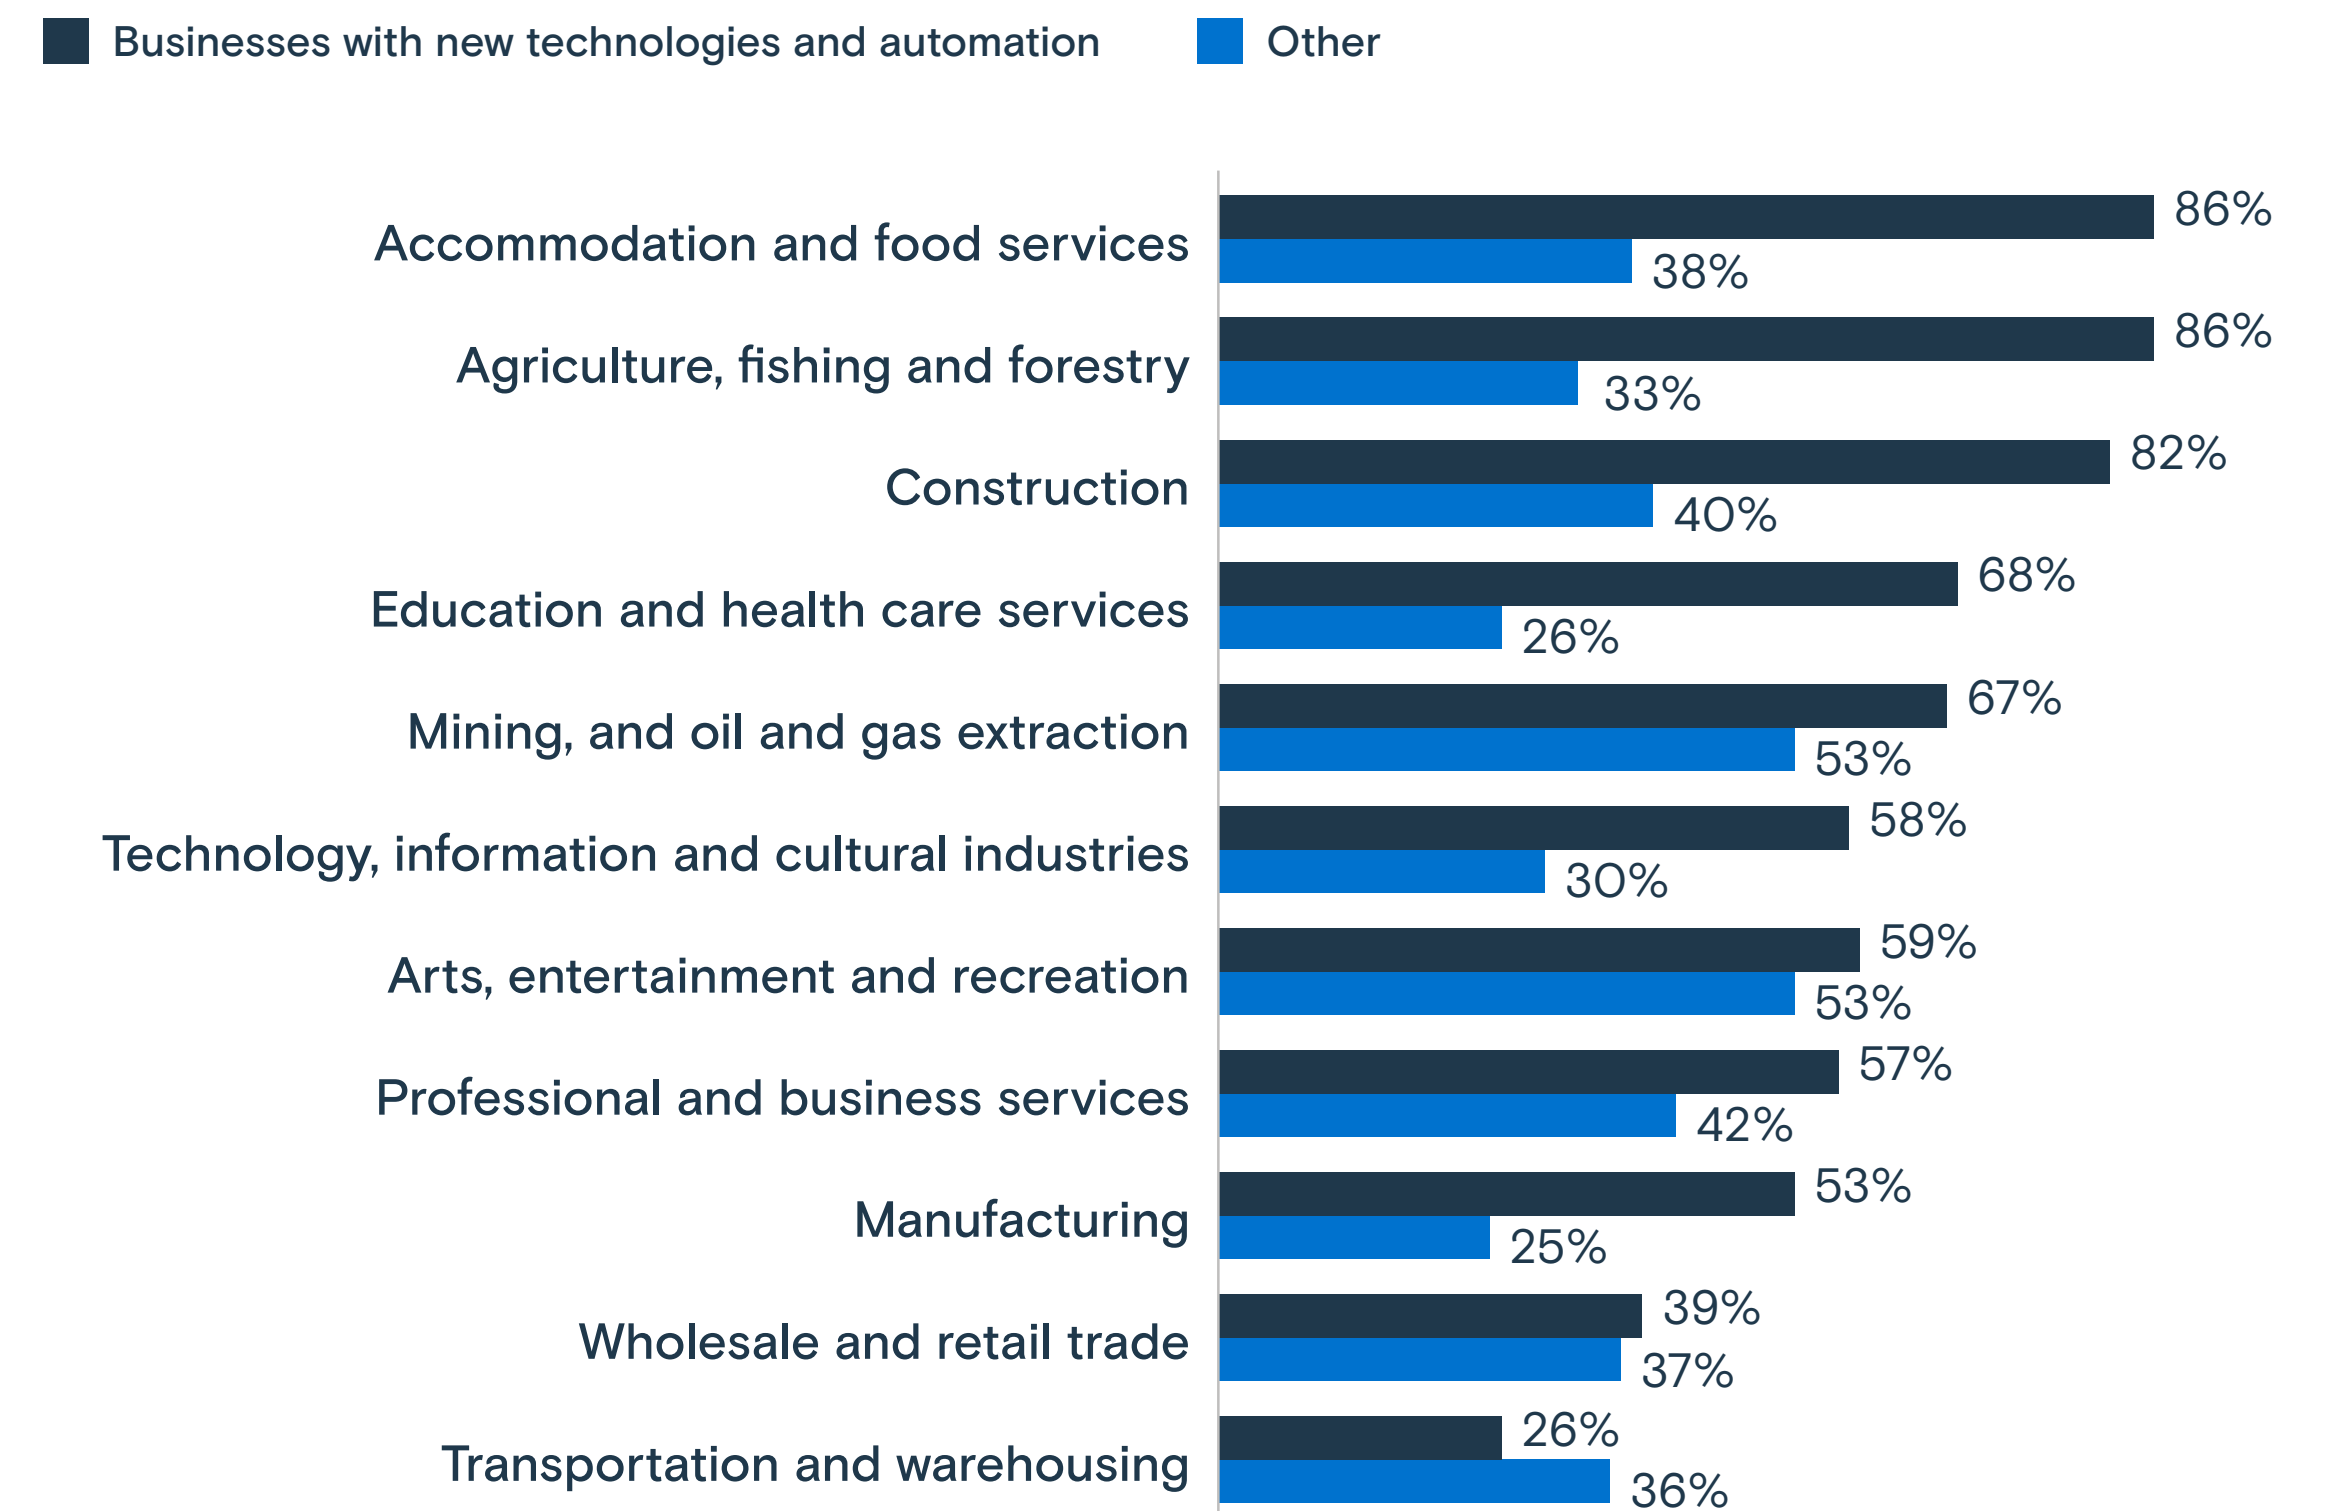 Businesses with new technologies and automation Other
Accommodation and food services 86%
38%
Agriculture, fishing and forestry 86%
33%
Construction 82%
40%
Education and health care services 68%
26%
Mining, and oil and gas extraction 67%
53%
Technology, information and cultural industries 58%
30%
Arts, entertainment and recreation 59%
53%
Professional and business services 57%
42%
Manufacturing 53%
25%
Wholesale and retail trade 39%
37%
Transportation and warehousing 26%
36%